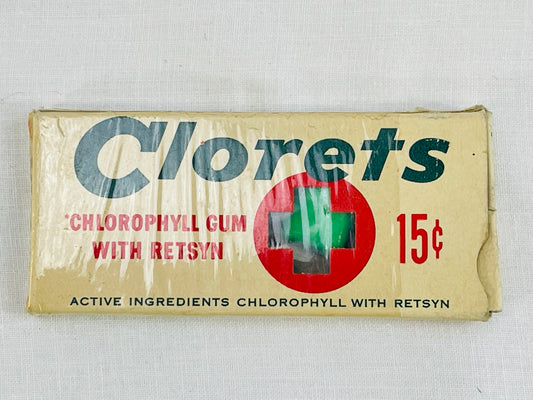 Clorets
CHLOROPHYLL GUM
WITH RETSYN
15¢
ACTIVE INGREDIENTS CHLOROPHYLL WITH RETSYN